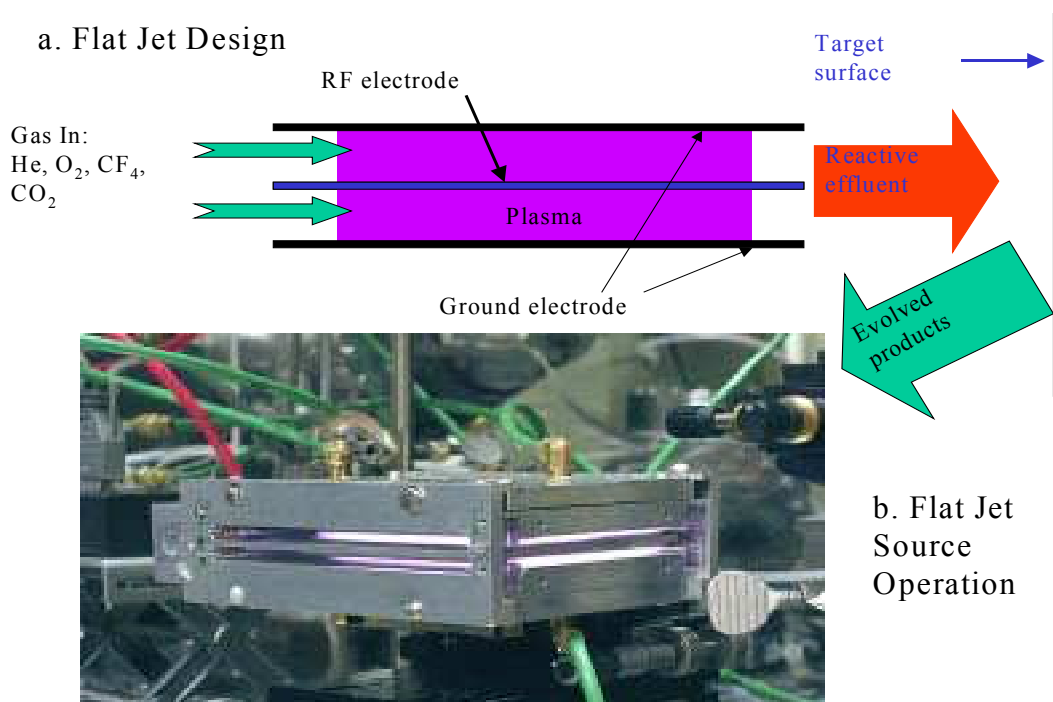 a. Flat Jet Design
Target
surface
RF electrode
Gas In:
He, O₂, CF₄,
CO₂
Reactive
effluent
Plasma
Ground electrode
Evolved
products
b. Flat Jet
Source
Operation